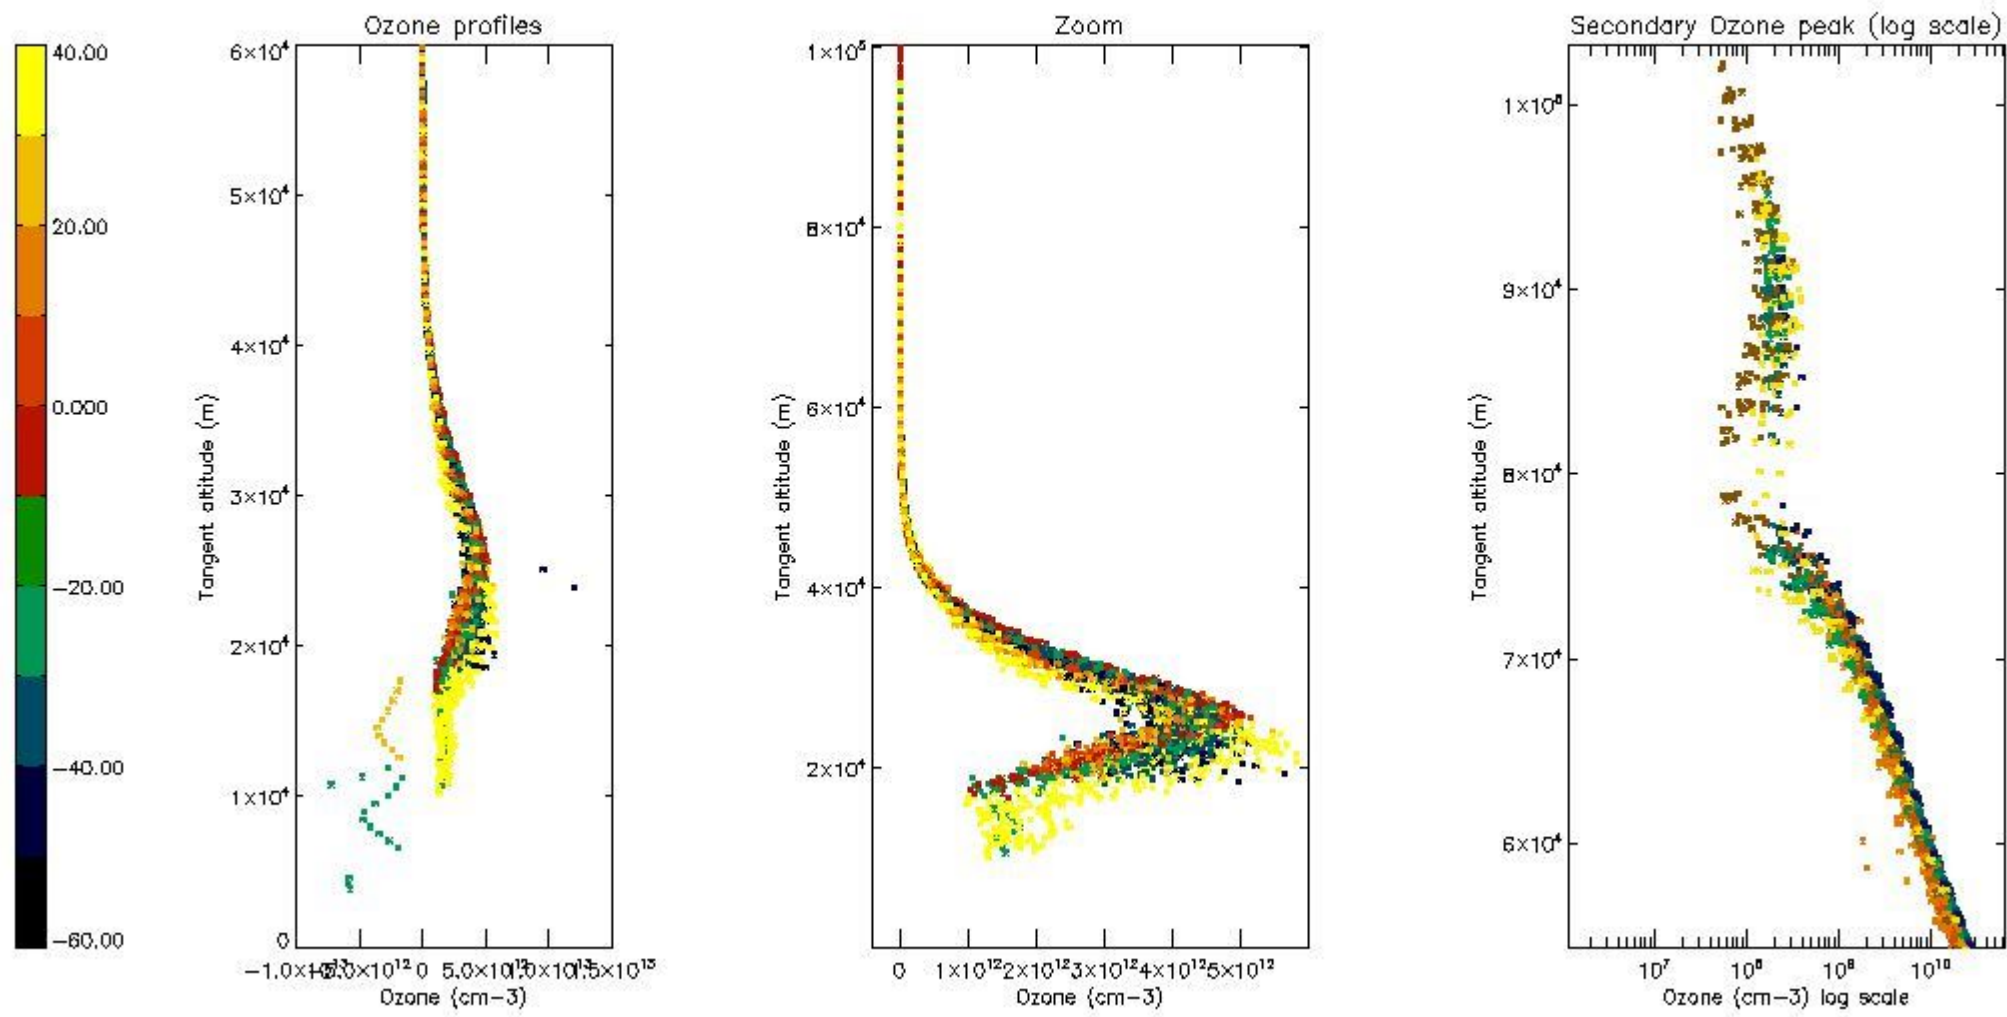 Ozone profiles
Zoom
Secondary Ozone peak (log scale)
40.00
20.00
0.000
−20.00
−40.00
−60.00
Tangent altitude (m)
6×10⁴
5×10⁴
4×10⁴
3×10⁴
2×10⁴
1×10⁴
0
0
Ozone (cm−3)
Tangent altitude (m)
1×10⁵
8×10⁴
6×10⁴
4×10⁴
2×10⁴
0 1×10¹² 2×10¹² 3×10¹² 4×10¹² 5×10¹²
Ozone (cm−3)
Tangent altitude (m)
9×10⁴
8×10⁴
7×10⁴
6×10⁴
10⁷ 10¹⁰
Ozone (cm−3) log scale